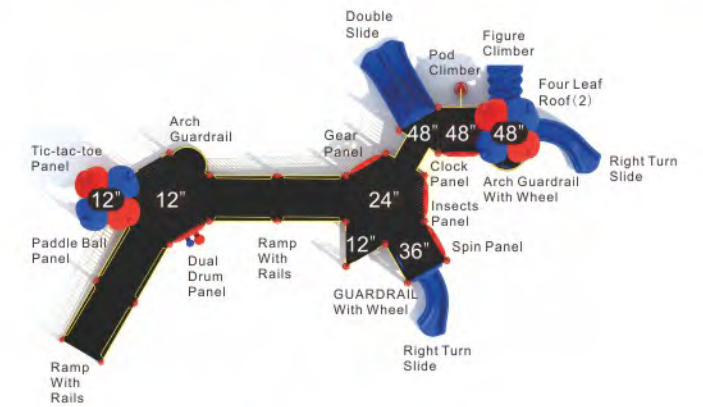 Double
Slide
Figure
Climber
Pod
Climber
Four Leaf
Roof(2)
Arch
Guardrail
Gear
Panel
48"
48"
48"
Tic-tac-toe
Panel
Right Turn
Slide
Clock
Panel
Arch Guardrail
With Wheel
12"
12"
24"
Insects
Panel
Paddle Ball
Panel
Dual
Drum
Panel
Ramp
With
Rails
12"
36"
Spin Panel
GUARDRAIL
With Wheel
Right Turn
Slide
Ramp
With
Rails